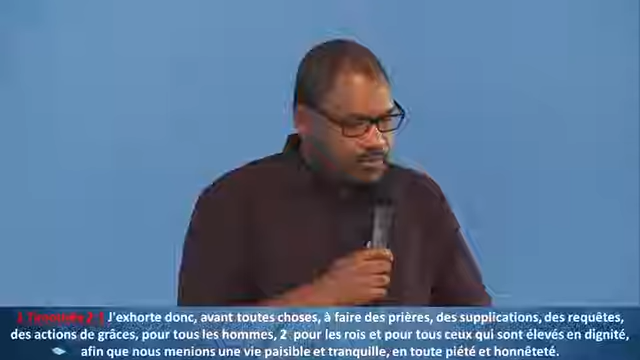 1 Timothée 2:1 J'exhorte donc, avant toutes choses, à faire des prières, des supplications, des requêtes,
des actions de grâces, pour tous les hommes, 2 pour les rois et pour tous ceux qui sont élevés en dignité,
afin que nous menions une vie paisible et tranquille, en toute piété et honnêteté.